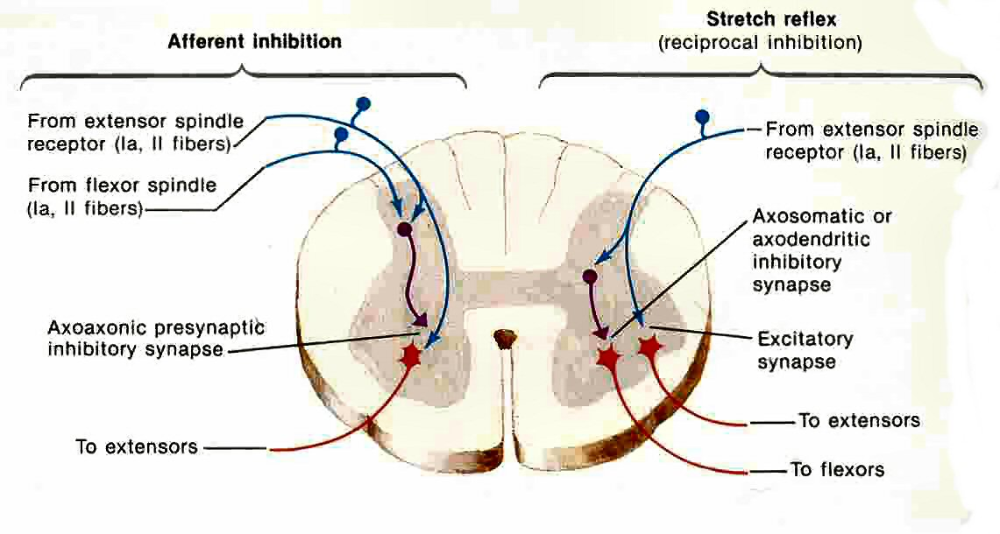 Afferent inhibition
Stretch reflex
(reciprocal inhibition)
From extensor spindle
receptor (Ia, II fibers)
From flexor spindle
(Ia, II fibers)
Axoaxonic presynaptic
inhibitory synapse
To extensors
From extensor spindle
receptor (Ia, II fibers)
Axosomatic or
axodendritic
inhibitory
synapse
Excitatory
synapse
To extensors
To flexors